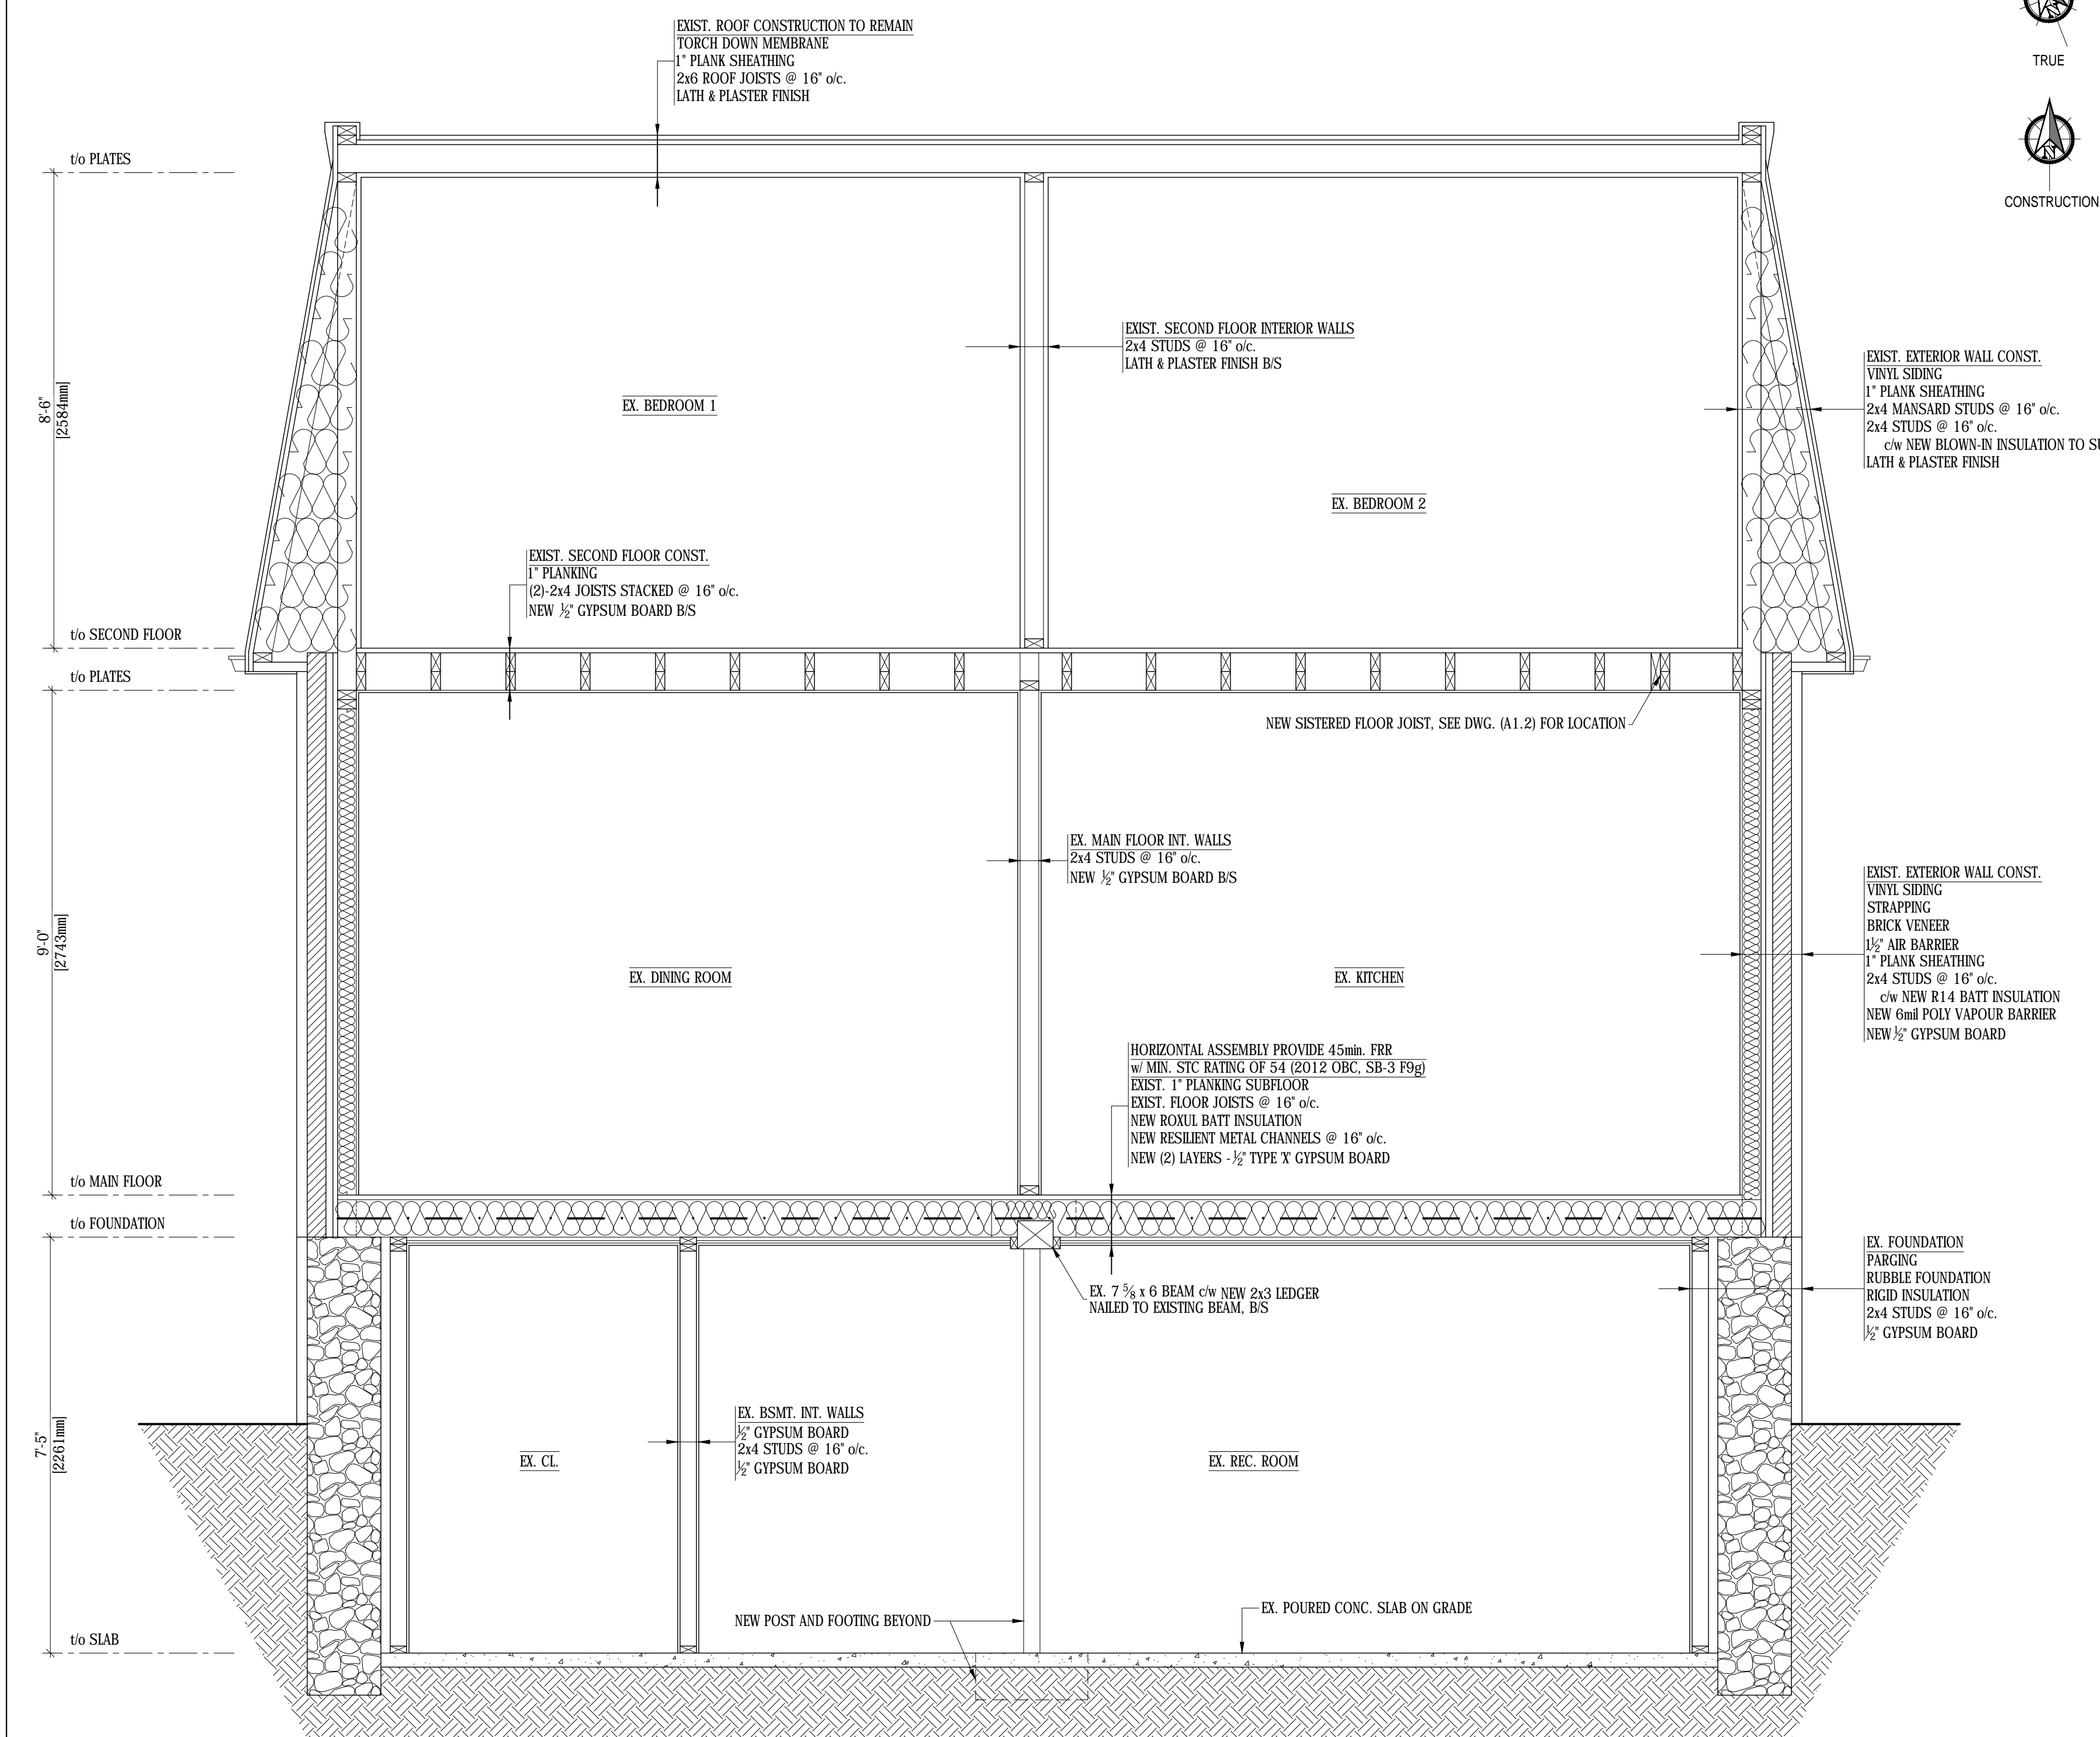 EXIST. ROOF CONSTRUCTION TO REMAIN
TORCH DOWN MEMBRANE
1" PLANK SHEATHING
2x6 ROOF JOISTS @ 16" o/c.
LATH & PLASTER FINISH
N
TRUE
N
CONSTRUCTION
t/o PLATES
8'-6"
[2584mm]
EXIST. SECOND FLOOR INTERIOR WALLS
2x4 STUDS @ 16" o/c.
LATH & PLASTER FINISH B/S
EXIST. EXTERIOR WALL CONST.
VINYL SIDING
1" PLANK SHEATHING
2x4 MANSARD STUDS @ 16" o/c.
2x4 STUDS @ 16" o/c.
c/w NEW BLOWN-IN INSULATION TO
LATH & PLASTER FINISH
EX. BEDROOM 1
EX. BEDROOM 2
EXIST. SECOND FLOOR CONST.
1" PLANKING
(2)-2x4 JOISTS STACKED @ 16" o/c.
NEW ½" GYPSUM BOARD B/S
t/o SECOND FLOOR
t/o PLATES
NEW SISTERED FLOOR JOIST, SEE DWG. (A1.2) FOR LOCATION
9'-0"
[2743mm]
EX. MAIN FLOOR INT. WALLS
2x4 STUDS @ 16" o/c.
NEW ½" GYPSUM BOARD B/S
EXIST. EXTERIOR WALL CONST.
VINYL SIDING
STRAPPING
BRICK VENEER
1½" AIR BARRIER
1" PLANK SHEATHING
2x4 STUDS @ 16" o/c.
c/w NEW R14 BATT INSULATION
NEW 6mil POLY VAPOUR BARRIER
NEW ½" GYPSUM BOARD
EX. DINING ROOM
EX. KITCHEN
HORIZONTAL ASSEMBLY PROVIDE 45min. FRR
w/ MIN. STC RATING OF 54 (2012 OBC, SB-3 F9g)
EXIST. 1" PLANKING SUBFLOOR
EXIST. FLOOR JOISTS @ 16" o/c.
NEW ROXUL BATT INSULATION
NEW RESILIENT METAL CHANNELS @ 16" o/c.
NEW (2) LAYERS - ½" TYPE 'X' GYPSUM BOARD
t/o MAIN FLOOR
t/o FOUNDATION
EX. FOUNDATION
PARGING
RUBBLE FOUNDATION
RIGID INSULATION
2x4 STUDS @ 16" o/c.
½" GYPSUM BOARD
EX. 7 ⅝ x 6 BEAM c/w NEW 2x3 LEDGER
NAILED TO EXISTING BEAM, B/S
7'-5"
[2261mm]
EX. BSMT. INT. WALLS
½" GYPSUM BOARD
2x4 STUDS @ 16" o/c.
½" GYPSUM BOARD
EX. CL.
EX. REC. ROOM
NEW POST AND FOOTING BEYOND
EX. POURED CONC. SLAB ON GRADE
t/o SLAB